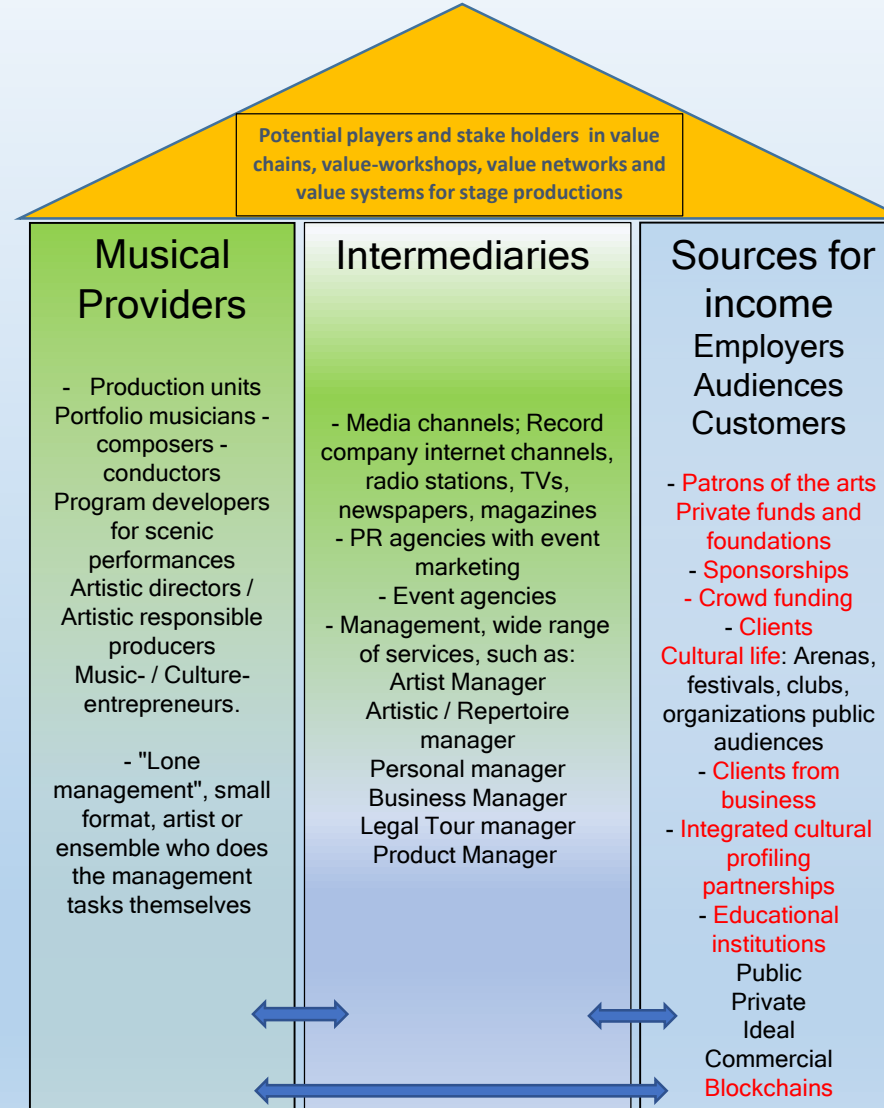 Potential players and stake holders in value
chains, value-workshops, value networks and
value systems for stage productions
Musical
Providers
- Production units
Portfolio musicians -
composers -
conductors
Program developers
for scenic
performances
Artistic directors /
Artistic responsible
producers
Music- / Culture-
entrepreneurs.
- "Lone
management", small
format, artist or
ensemble who does
the management
tasks themselves
Intermediaries
- Media channels; Record
company internet channels,
radio stations, TVs,
newspapers, magazines
- PR agencies with event
marketing
- Event agencies
- Management, wide range
of services, such as:
Artist Manager
Artistic / Repertoire
manager
Personal manager
Business Manager
Legal Tour manager
Product Manager
Sources for
income
Employers
Audiences
Customers
- Patrons of the arts
Private funds and
foundations
- Sponsorships
- Crowd funding
- Clients
Cultural life: Arenas,
festivals, clubs,
organizations public
audiences
- Clients from
business
- Integrated cultural
profiling
partnerships
- Educational
institutions
Public
Private
Ideal
Commercial
Blockchains